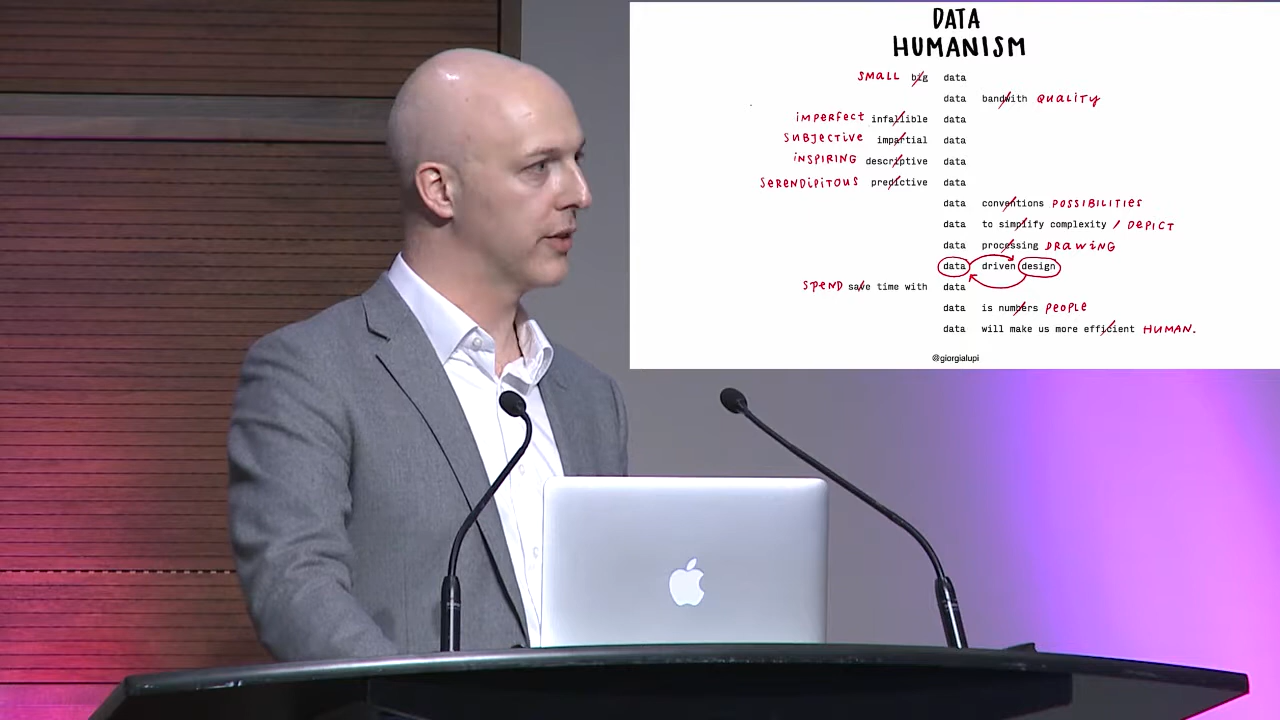 DATA
HUMANISM
SMALL big data
data bandwith QUALITY
IMPERFECT infallible data
SUBJECTIVE impartial data
INSPIRING descriptive data
SERENDIPITOUS predictive data
data conventions POSSIBILITIES
data to simplify complexity / DEPICT
data processing DRAWING
data driven design
SPEND save time with data
data is numbers PEOPLE
data will make us more efficient HUMAN.
@giorgialupi